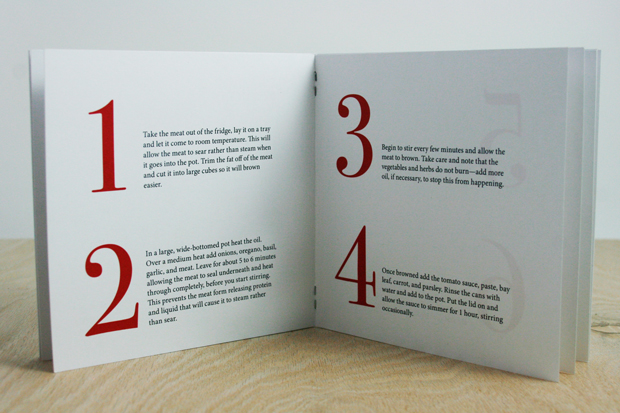 1
Take the meat out of the fridge, lay it on a tray
and let it come to room temperature. This will
allow the meat to sear rather than steam when
it goes into the pot. Trim the fat off of the meat
and cut it into large cubes so it will brown
easier.
2
In a large, wide-bottomed pot heat the oil.
Over a medium heat add onions, oregano, basil,
garlic, and meat. Leave for about 5 to 6 minutes
allowing the meat to seal underneath and heat
through completely, before you start stirring.
This prevents the meat form releasing protein
and liquid that will cause it to steam rather
than sear.
3
Begin to stir every few minutes and allow the
meat to brown. Take care and note that the
vegetables and herbs do not burn—add more
oil, if necessary, to stop this from happening.
4
Once browned add the tomato sauce, paste, bay
leaf, carrot, and parsley. Rinse the cans with
water and add to the pot. Put the lid on and
allow the sauce to simmer for 1 hour, stirring
occasionally.
5
6